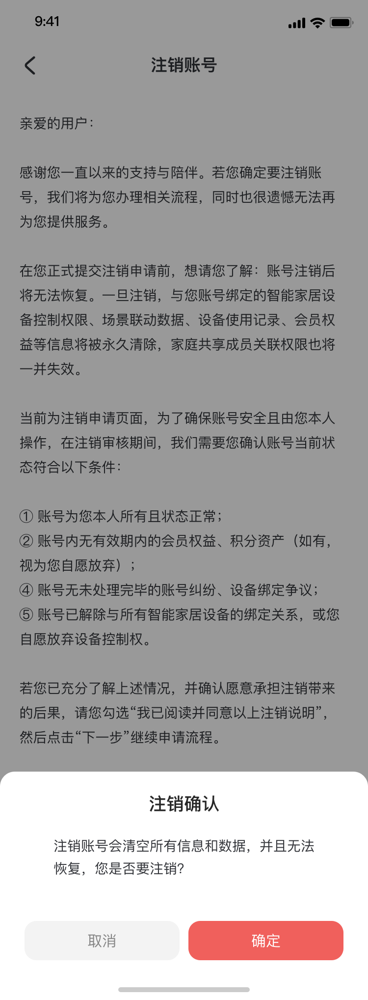 9:41
注销账号
亲爱的用户：
感谢您一直以来的支持与陪伴。若您确定要注销账
号，我们将为您办理相关流程，同时也很遗憾无法再
为您提供服务。
在您正式提交注销申请前，想请您了解：账号注销后
将无法恢复。一旦注销，与您账号绑定的智能家居设
备控制权限、场景联动数据、设备使用记录、会员权
益等信息将被永久清除，家庭共享成员关联权限也将
一并失效。
当前为注销申请页面，为了确保账号安全且由您本人
操作，在注销审核期间，我们需要您确认账号当前状
态符合以下条件：
① 账号为您本人所有且状态正常；
② 账号内无有效期内的会员权益、积分资产（如有，
视为您自愿放弃）；
④ 账号无未处理完毕的账号纠纷、设备绑定争议；
⑤ 账号已解除与所有智能家居设备的绑定关系，或您
自愿放弃设备控制权。
若您已充分了解上述情况，并确认愿意承担注销带来
的后果，请您勾选“我已阅读并同意以上注销说明”，
然后点击“下一步”继续申请流程。
注销确认
注销账号会清空所有信息和数据，并且无法
恢复，您是否要注销?
取消
确定